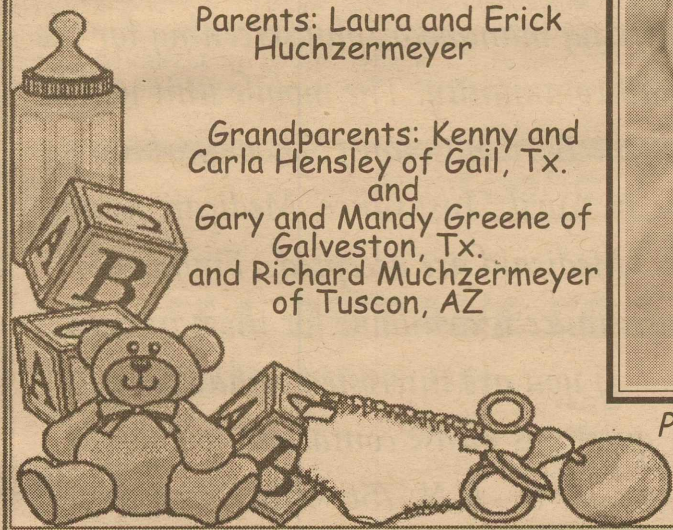 Parents: Laura and Erick
Huchzermeyer
Grandparents: Kenny and
Carla Hensley of Gail, Tx.
and
Gary and Mandy Greene of
Galveston, Tx.
and Richard Muchzermeyer
of Tuscon, AZ
A
C
B
A
A
B
P